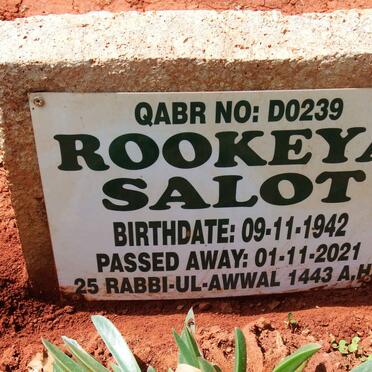 QABR NO: D0239
ROOKEYA
SALOT
BIRTHDATE: 09-11-1942
PASSED AWAY: 01-11-2021
25 RABBI-UL-AWWAL 1443 A.H